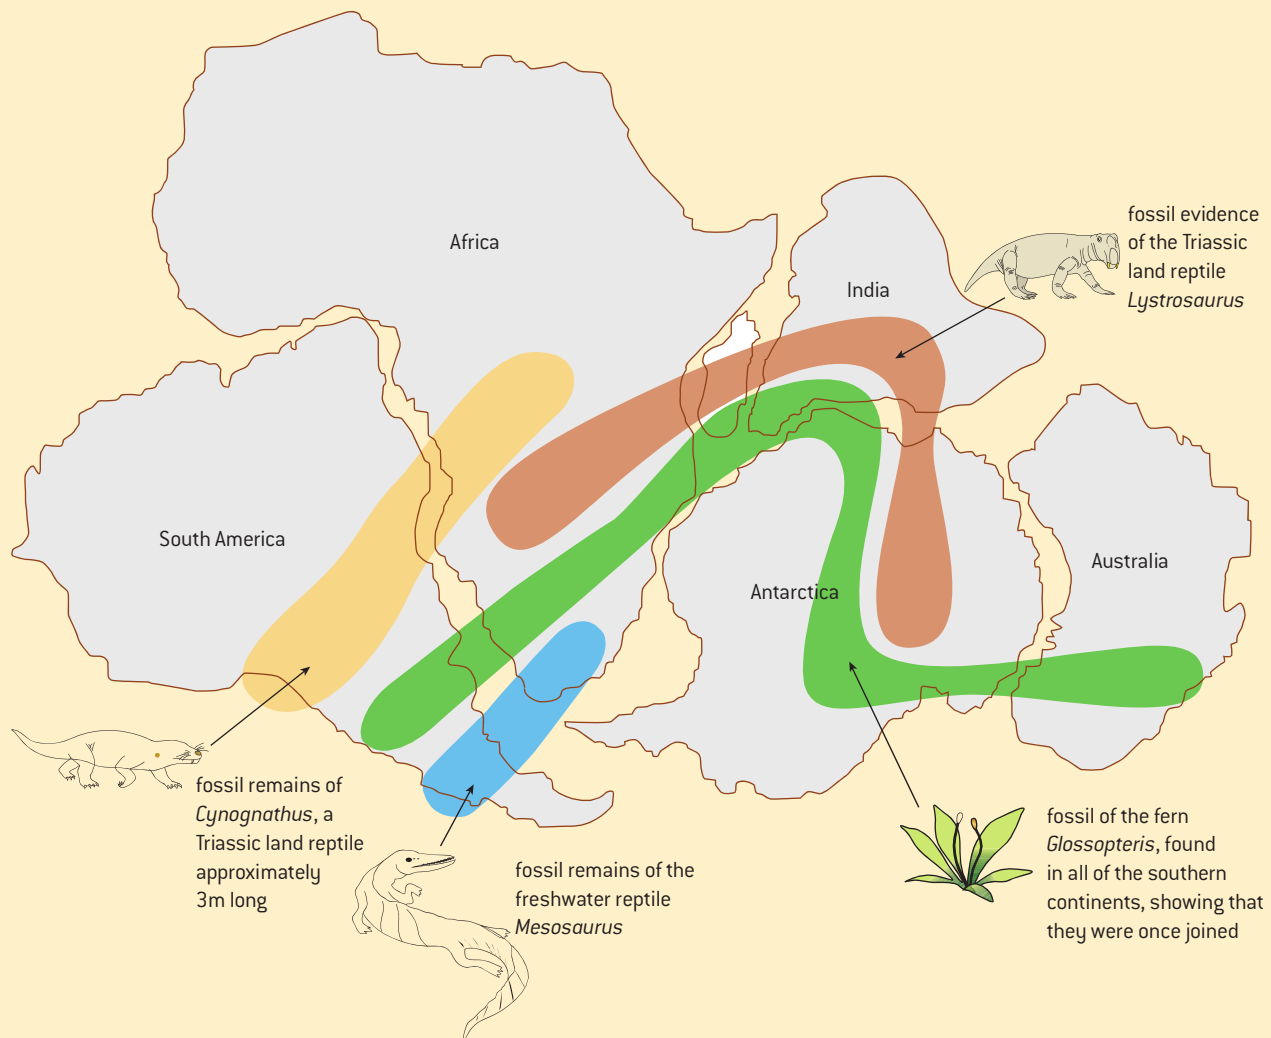 Africa
fossil evidence
of the Triassic
land reptile
Lystrosaurus
India
South America
Australia
Antarctica
fossil remains of
Cynognathus, a
Triassic land reptile
approximately
3m long
fossil remains of the
freshwater reptile
Mesosaurus
fossil of the fern
Glossopteris, found
in all of the southern
continents, showing that
they were once joined